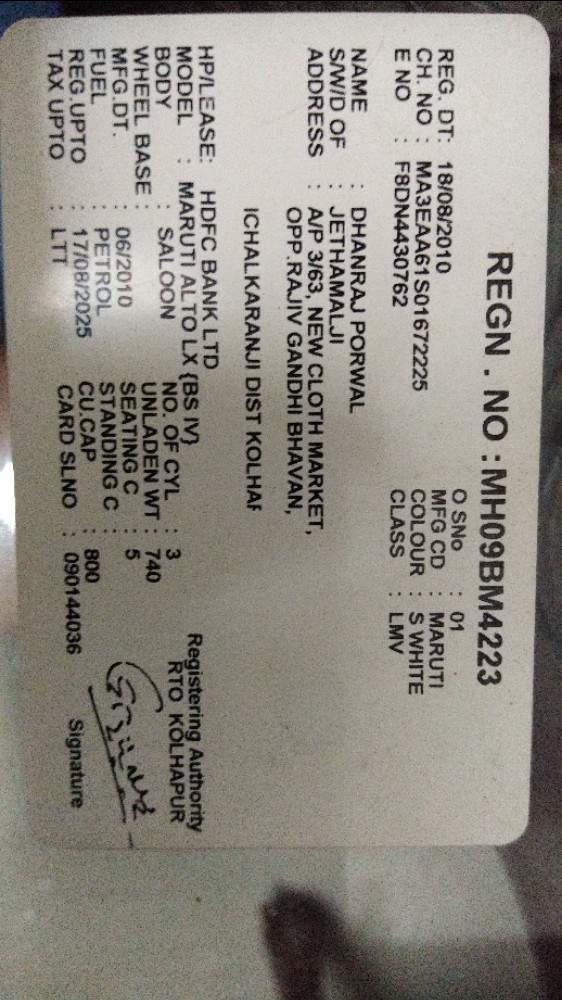 REGN . NO : MH09BM4223
REG. DT: 18/08/2010 O SNo : 01
CH. NO : MA3EAA61S01672225 MFG CD : MARUTI
E NO : F8DN4430762 COLOUR : S WHITE
CLASS : LMV
NAME : DHANRAJ PORWAL
S/W/D OF : JETHAMALJI
ADDRESS : A/P 3/63, NEW CLOTH MARKET,
OPP.RAJIV GANDHI BHAVAN,
ICHALKARANJI DIST KOLHAF
HP/LEASE: HDFC BANK LTD
MODEL : MARUTI ALTO LX {BS IV}
BODY : SALOON NO. OF CYL : 3
WHEEL BASE : UNLADEN WT : 740
MFG.DT. : 06/2010 SEATING C : 5
FUEL : PETROL STANDING C :
REG.UPTO : 17/08/2025 CU.CAP : 800
TAX UPTO : LTT CARD SLNO : 090144036
Registering Authority
RTO KOLHAPUR
Signature